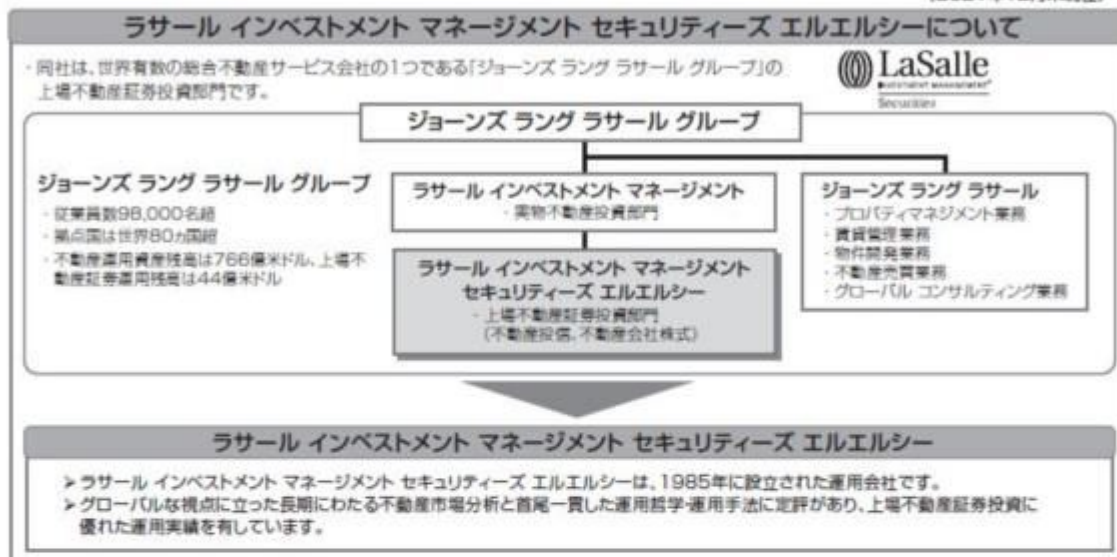 ラサール インベストメント マネージメント セキュリティーズ エルエルシーについて
・同社は、世界有数の総合不動産サービス会社の1つである「ジョーンズ ラング ラサール グループ」の
上場不動産証券投資部門です。
LaSalle
INVESTMENT MANAGEMENT
Securities
ジョーンズ ラング ラサール グループ
ジョーンズ ラング ラサール グループ
・従業員数98,000名超
・拠点国は世界80ヵ国超
・不動産運用資産残高は766億米ドル、上場不
動産証券運用残高は44億米ドル
ラサール インベストメント マネージメント
・実物不動産投資部門
ラサール インベストメント マネージメント
セキュリティーズ エルエルシー
・上場不動産証券投資部門
(不動産投信、不動産会社株式)
ジョーンズ ラング ラサール
・プロパティマネジメント業務
・賃貸管理業務
・物件開発業務
・不動産売買業務
・グローバル コンサルティング業務
ラサール インベストメント マネージメント セキュリティーズ エルエルシー
➤ラサール インベストメント マネージメント セキュリティーズ エルエルシーは、1985年に設立された運用会社です。
➤グローバルな視点に立った長期にわたる不動産市場分析と首尾一貫した運用哲学・運用手法に定評があり、上場不動産証券投資に
優れた運用実績を有しています。